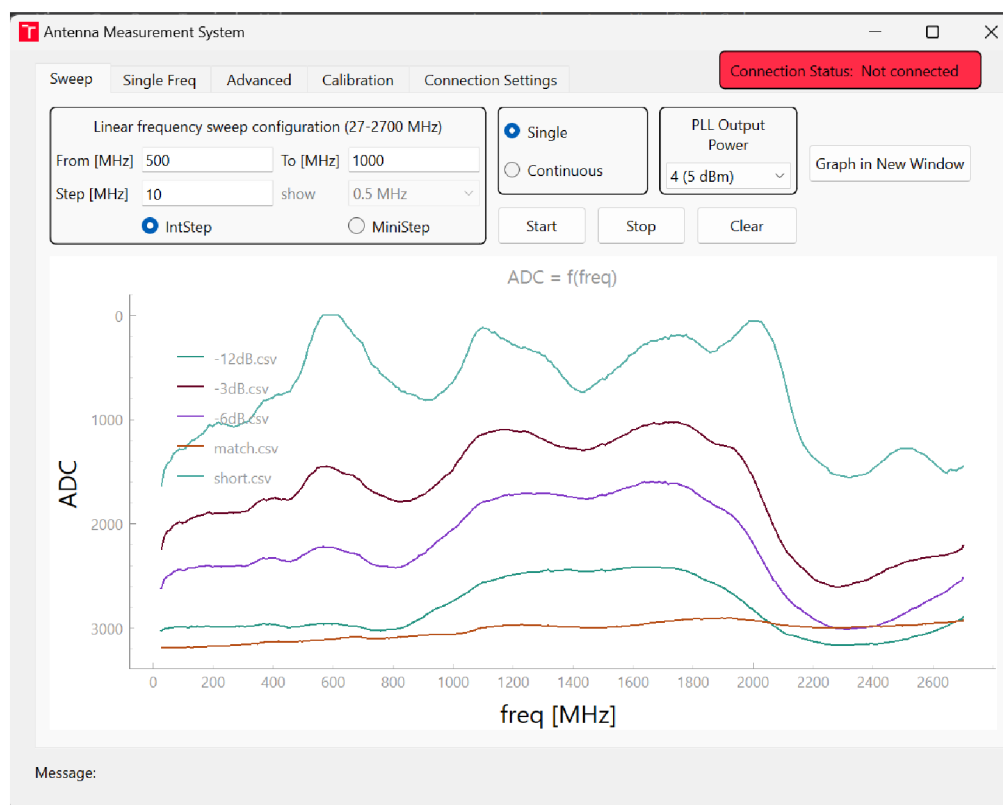 T Antenna Measurement System
Sweep Single Freq Advanced Calibration Connection Settings
Connection Status: Not connected
Linear frequency sweep configuration (27-2700 MHz)
From [MHz] 500 To [MHz] 1000
Step [MHz] 10 show 0.5 MHz
IntStep MiniStep
Single
Continuous
PLL Output
Power
4 (5 dBm)
Graph in New Window
Start Stop Clear
ADC = f(freq)
0
1000
2000
3000
ADC
-12dB.csv
-3dB.csv
-6dB.csv
match.csv
short.csv
0 200 400 600 800 1000 1200 1400 1600 1800 2000 2200 2400 2600
freq [MHz]
Message: